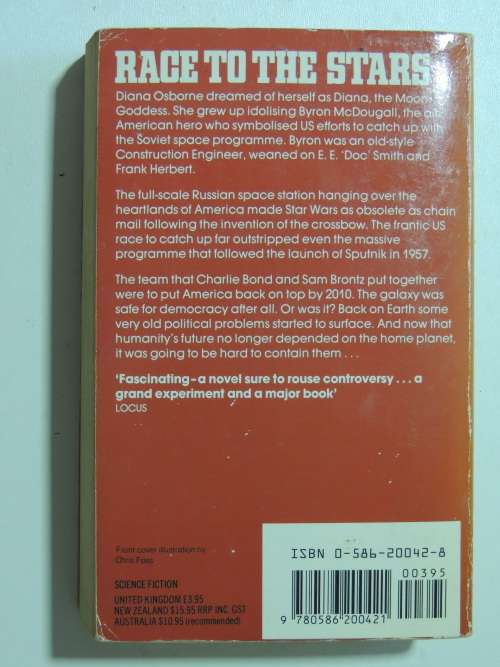 RACE TO THE STARS
Diana Osborne dreamed of herself as Diana, the Moon
Goddess. She grew up idolising Byron McDougall, the all-
American hero who symbolised US efforts to catch up with
the Soviet space programme. Byron was an old-style
Construction Engineer, weaned on E. E. 'Doc' Smith and
Frank Herbert.
The full-scale Russian space station hanging over the
heartlands of America made Star Wars as obsolete as chain
mail following the invention of the crossbow. The frantic US
race to catch up far outstripped even the massive
programme that followed the launch of Sputnik in 1957.
The team that Charlie Bond and Sam Brontz put together
were to put America back on top by 2010. The galaxy was
safe for democracy after all. Or was it? Back on Earth some
very old political problems started to surface. And now that
humanity's future no longer depended on the home planet,
it was going to be hard to contain them . . .
'Fascinating – a novel sure to rouse controversy . . . a
grand experiment and a major book'
LOCUS
Front cover illustration by
Chris Foss
SCIENCE FICTION
UNITED KINGDOM £3.95
NEW ZEALAND $15.95 RRP INC. GST
AUSTRALIA $10.95 (recommended)
ISBN 0-586-20042-8
00395
9 780586 200421